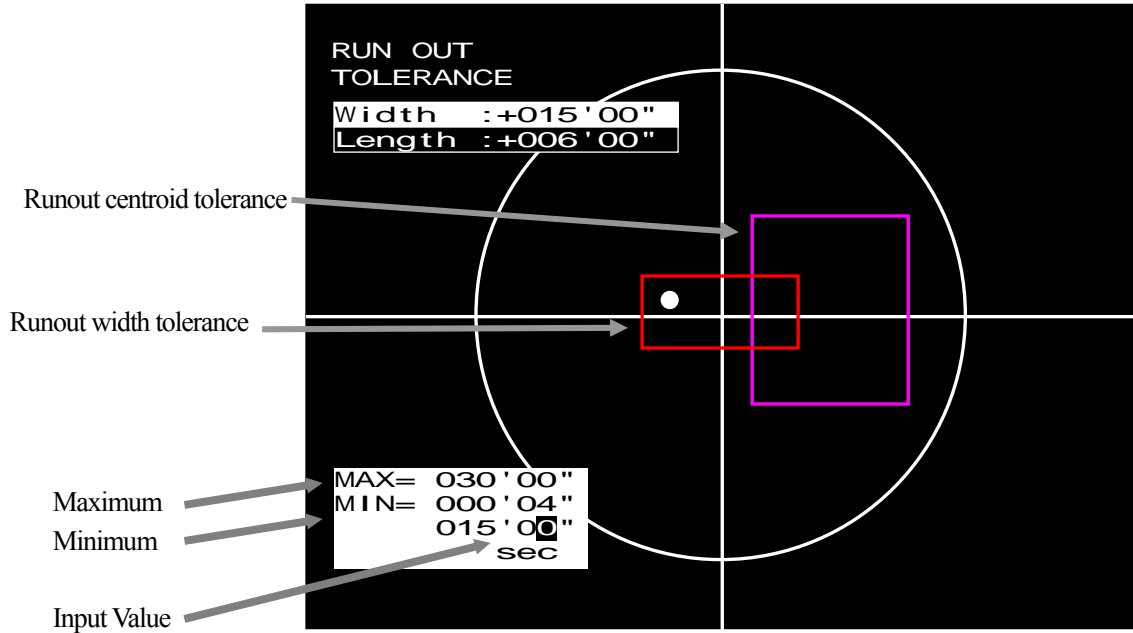 RUN OUT
TOLERANCE
Width :+015'00"
Length :+006'00"
Runout centroid tolerance
Runout width tolerance
MAX= 030'00"
MIN= 000'04"
015'00"
sec
Maximum
Minimum
Input Value